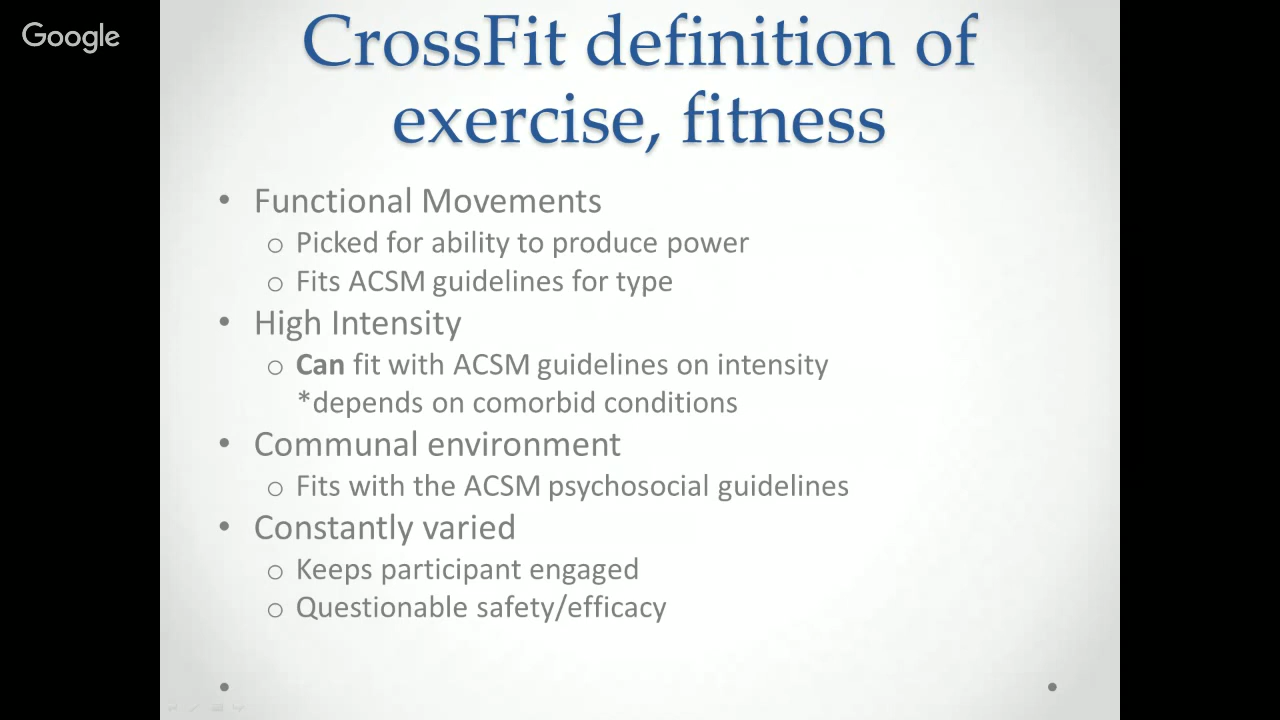 Google
CrossFit definition of
exercise, fitness
• Functional Movements
o Picked for ability to produce power
o Fits ACSM guidelines for type
• High Intensity
o Can fit with ACSM guidelines on intensity
*depends on comorbid conditions
• Communal environment
o Fits with the ACSM psychosocial guidelines
• Constantly varied
o Keeps participant engaged
o Questionable safety/efficacy